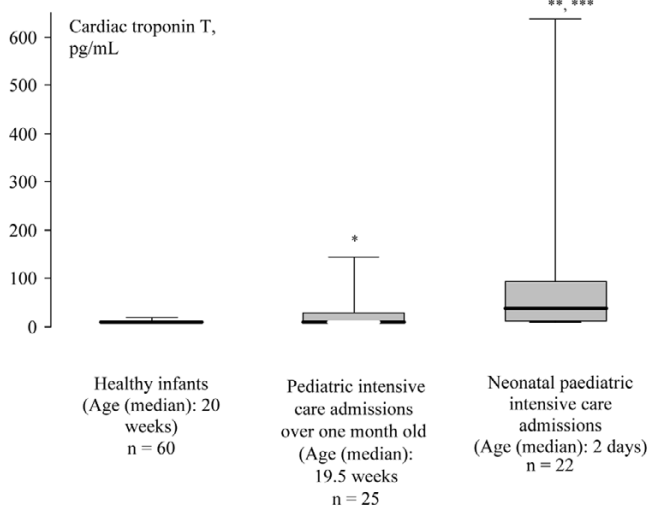 **, ***
Cardiac troponin T,
pg/mL
600
500
400
300
200
100
0
*
Healthy infants
(Age (median): 20
weeks)
n = 60
Pediatric intensive
care admissions
over one month old
(Age (median):
19.5 weeks
n = 25
Neonatal paediatric
intensive care
admissions
(Age (median): 2 days)
n = 22